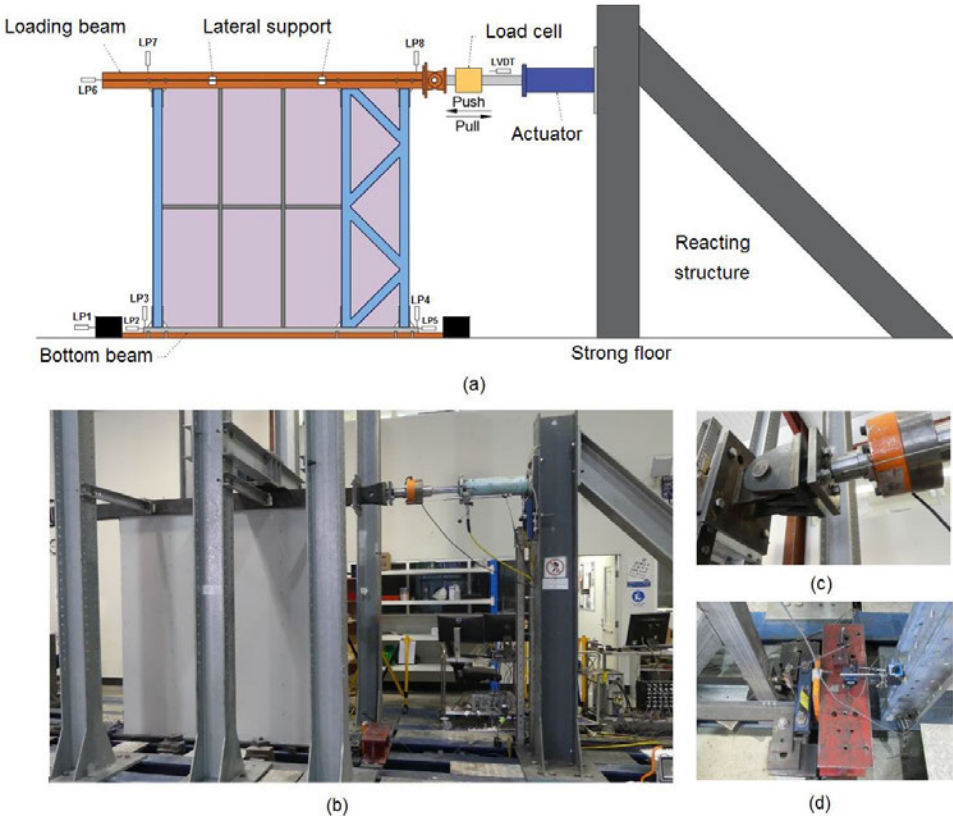 Loading beam
LP7
Lateral support
LP8
Load cell
LVDT
LP6
Push
Pull
Actuator
Reacting
structure
LP3
LP4
LP1
LP2
LP5
Bottom beam
Strong floor
(a)
(b)
(c)
(d)